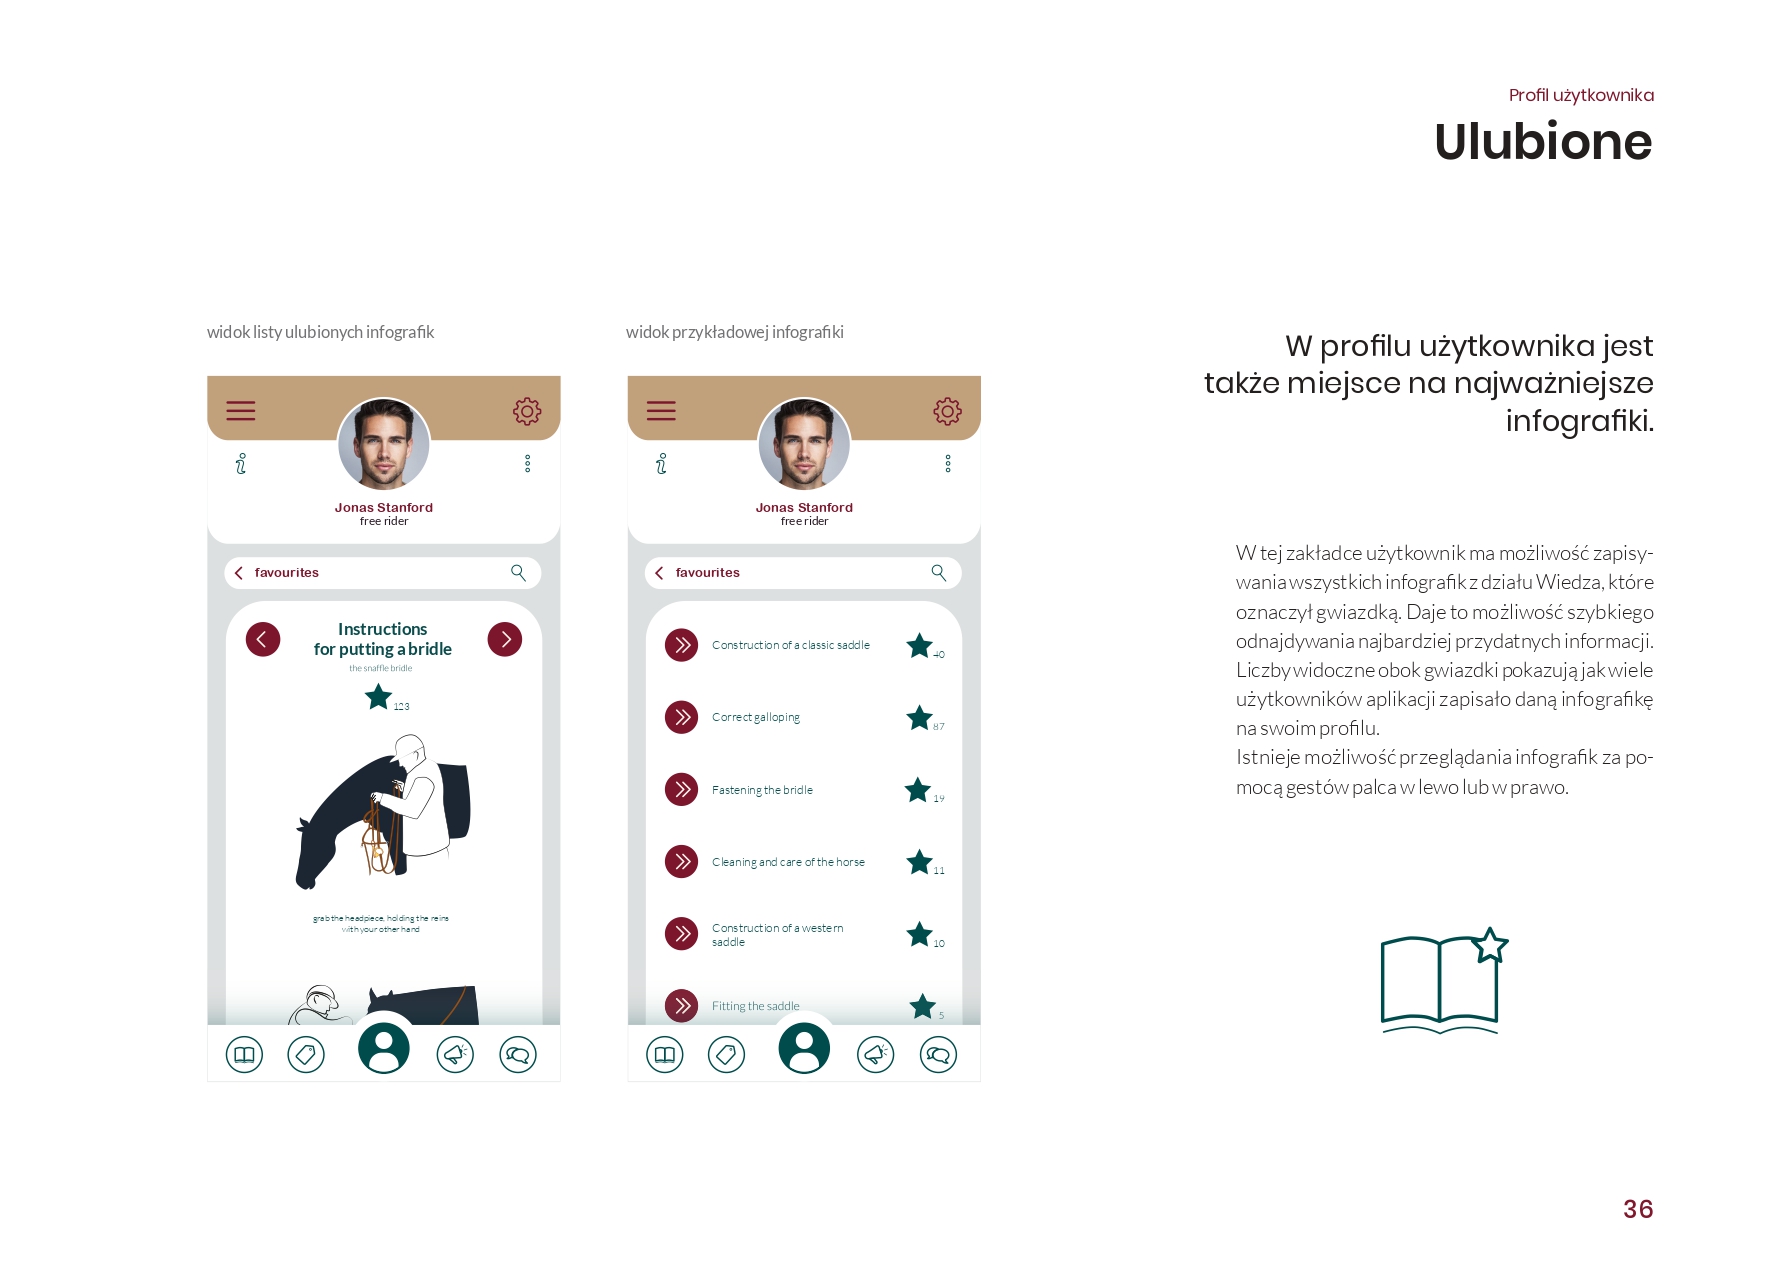 Profil użytkownika
Ulubione
widok listy ulubionych infografik
Jonas Stanford
free rider
favourites
Instructions
for putting a bridle
the snaffle bridle
123
grab the headpiece, holding the reins
with your other hand
widok przykładowej infografiki
Jonas Stanford
free rider
favourites
Construction of a classic saddle
40
Correct galloping
87
Fastening the bridle
19
Cleaning and care of the horse
11
Construction of a western
saddle
10
Fitting the saddle
5
W profilu użytkownika jest
także miejsce na najważniejsze
infografiki.
W tej zakładce użytkownik ma możliwość zapisy-
wania wszystkich infografik z działu Wiedza, które
oznaczył gwiazdką. Daje to możliwość szybkiego
odnajdywania najbardziej przydatnych informacji.
Liczby widoczne obok gwiazdki pokazują jak wiele
użytkowników aplikacji zapisało daną infografikę
na swoim profilu.
Istnieje możliwość przeglądania infografik za po-
mocą gestów palca w lewo lub w prawo.
36